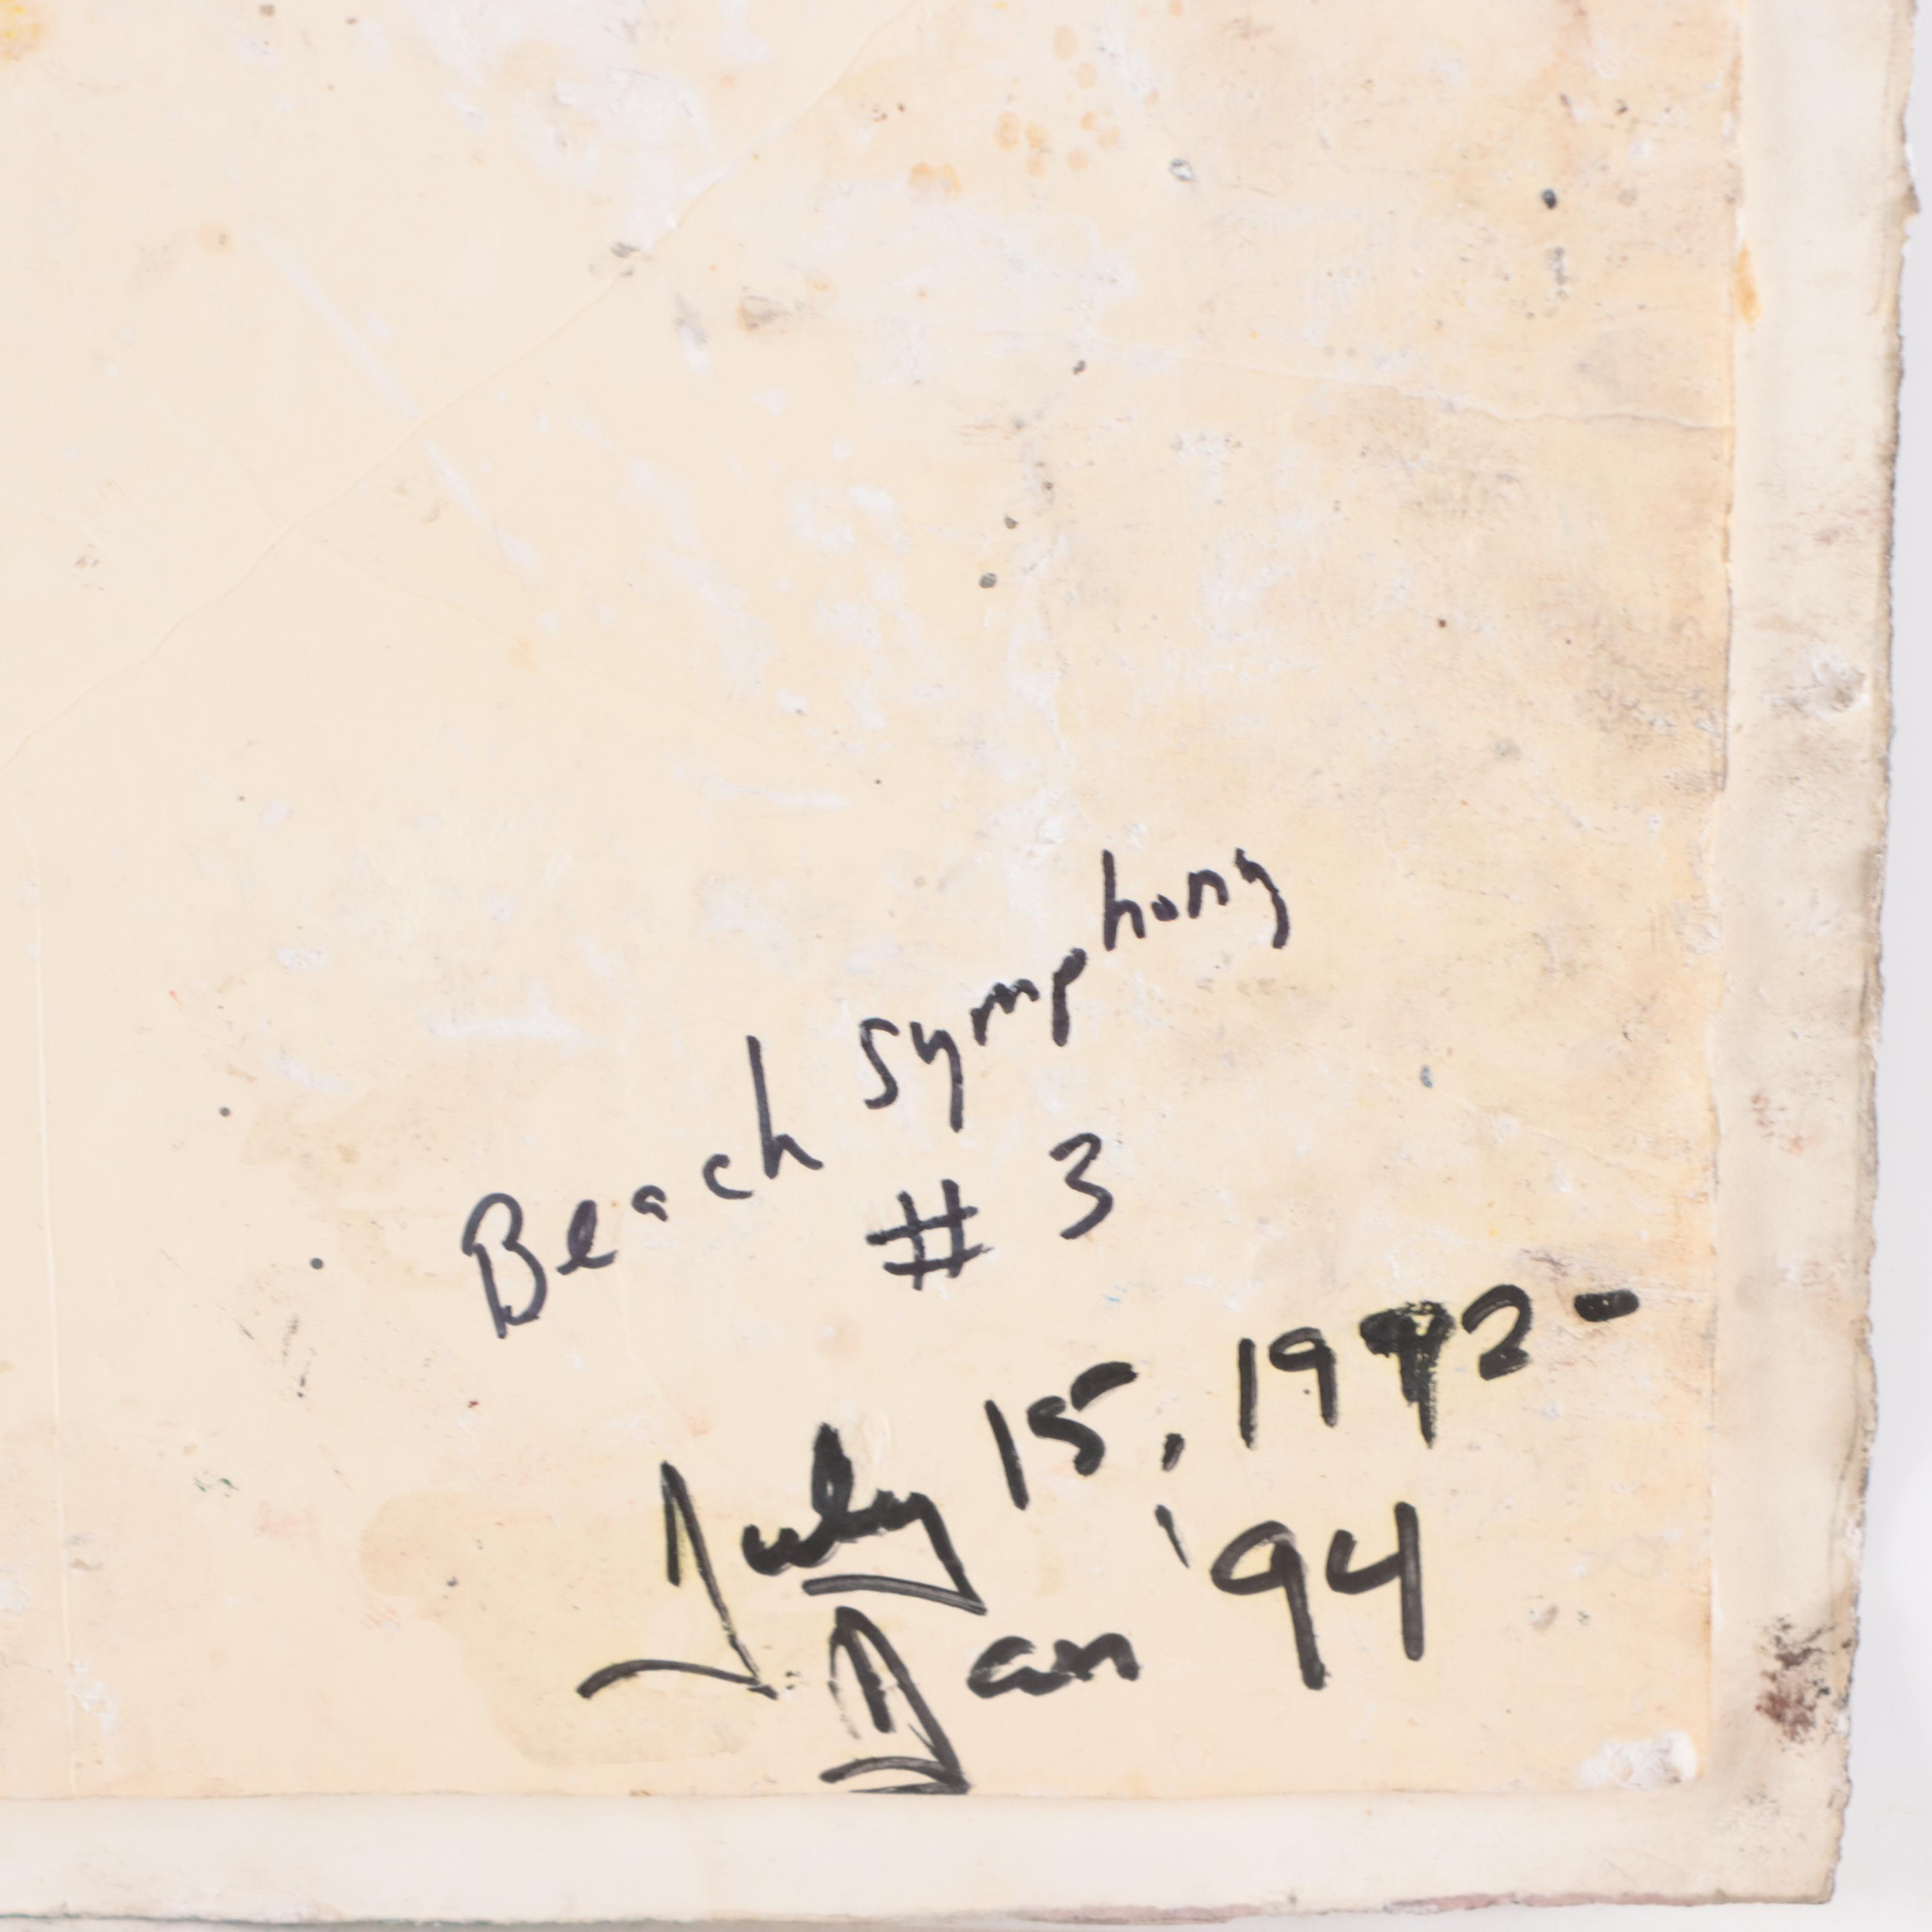 Beach Symphony
# 3
July 15, 1992-
Jan '94